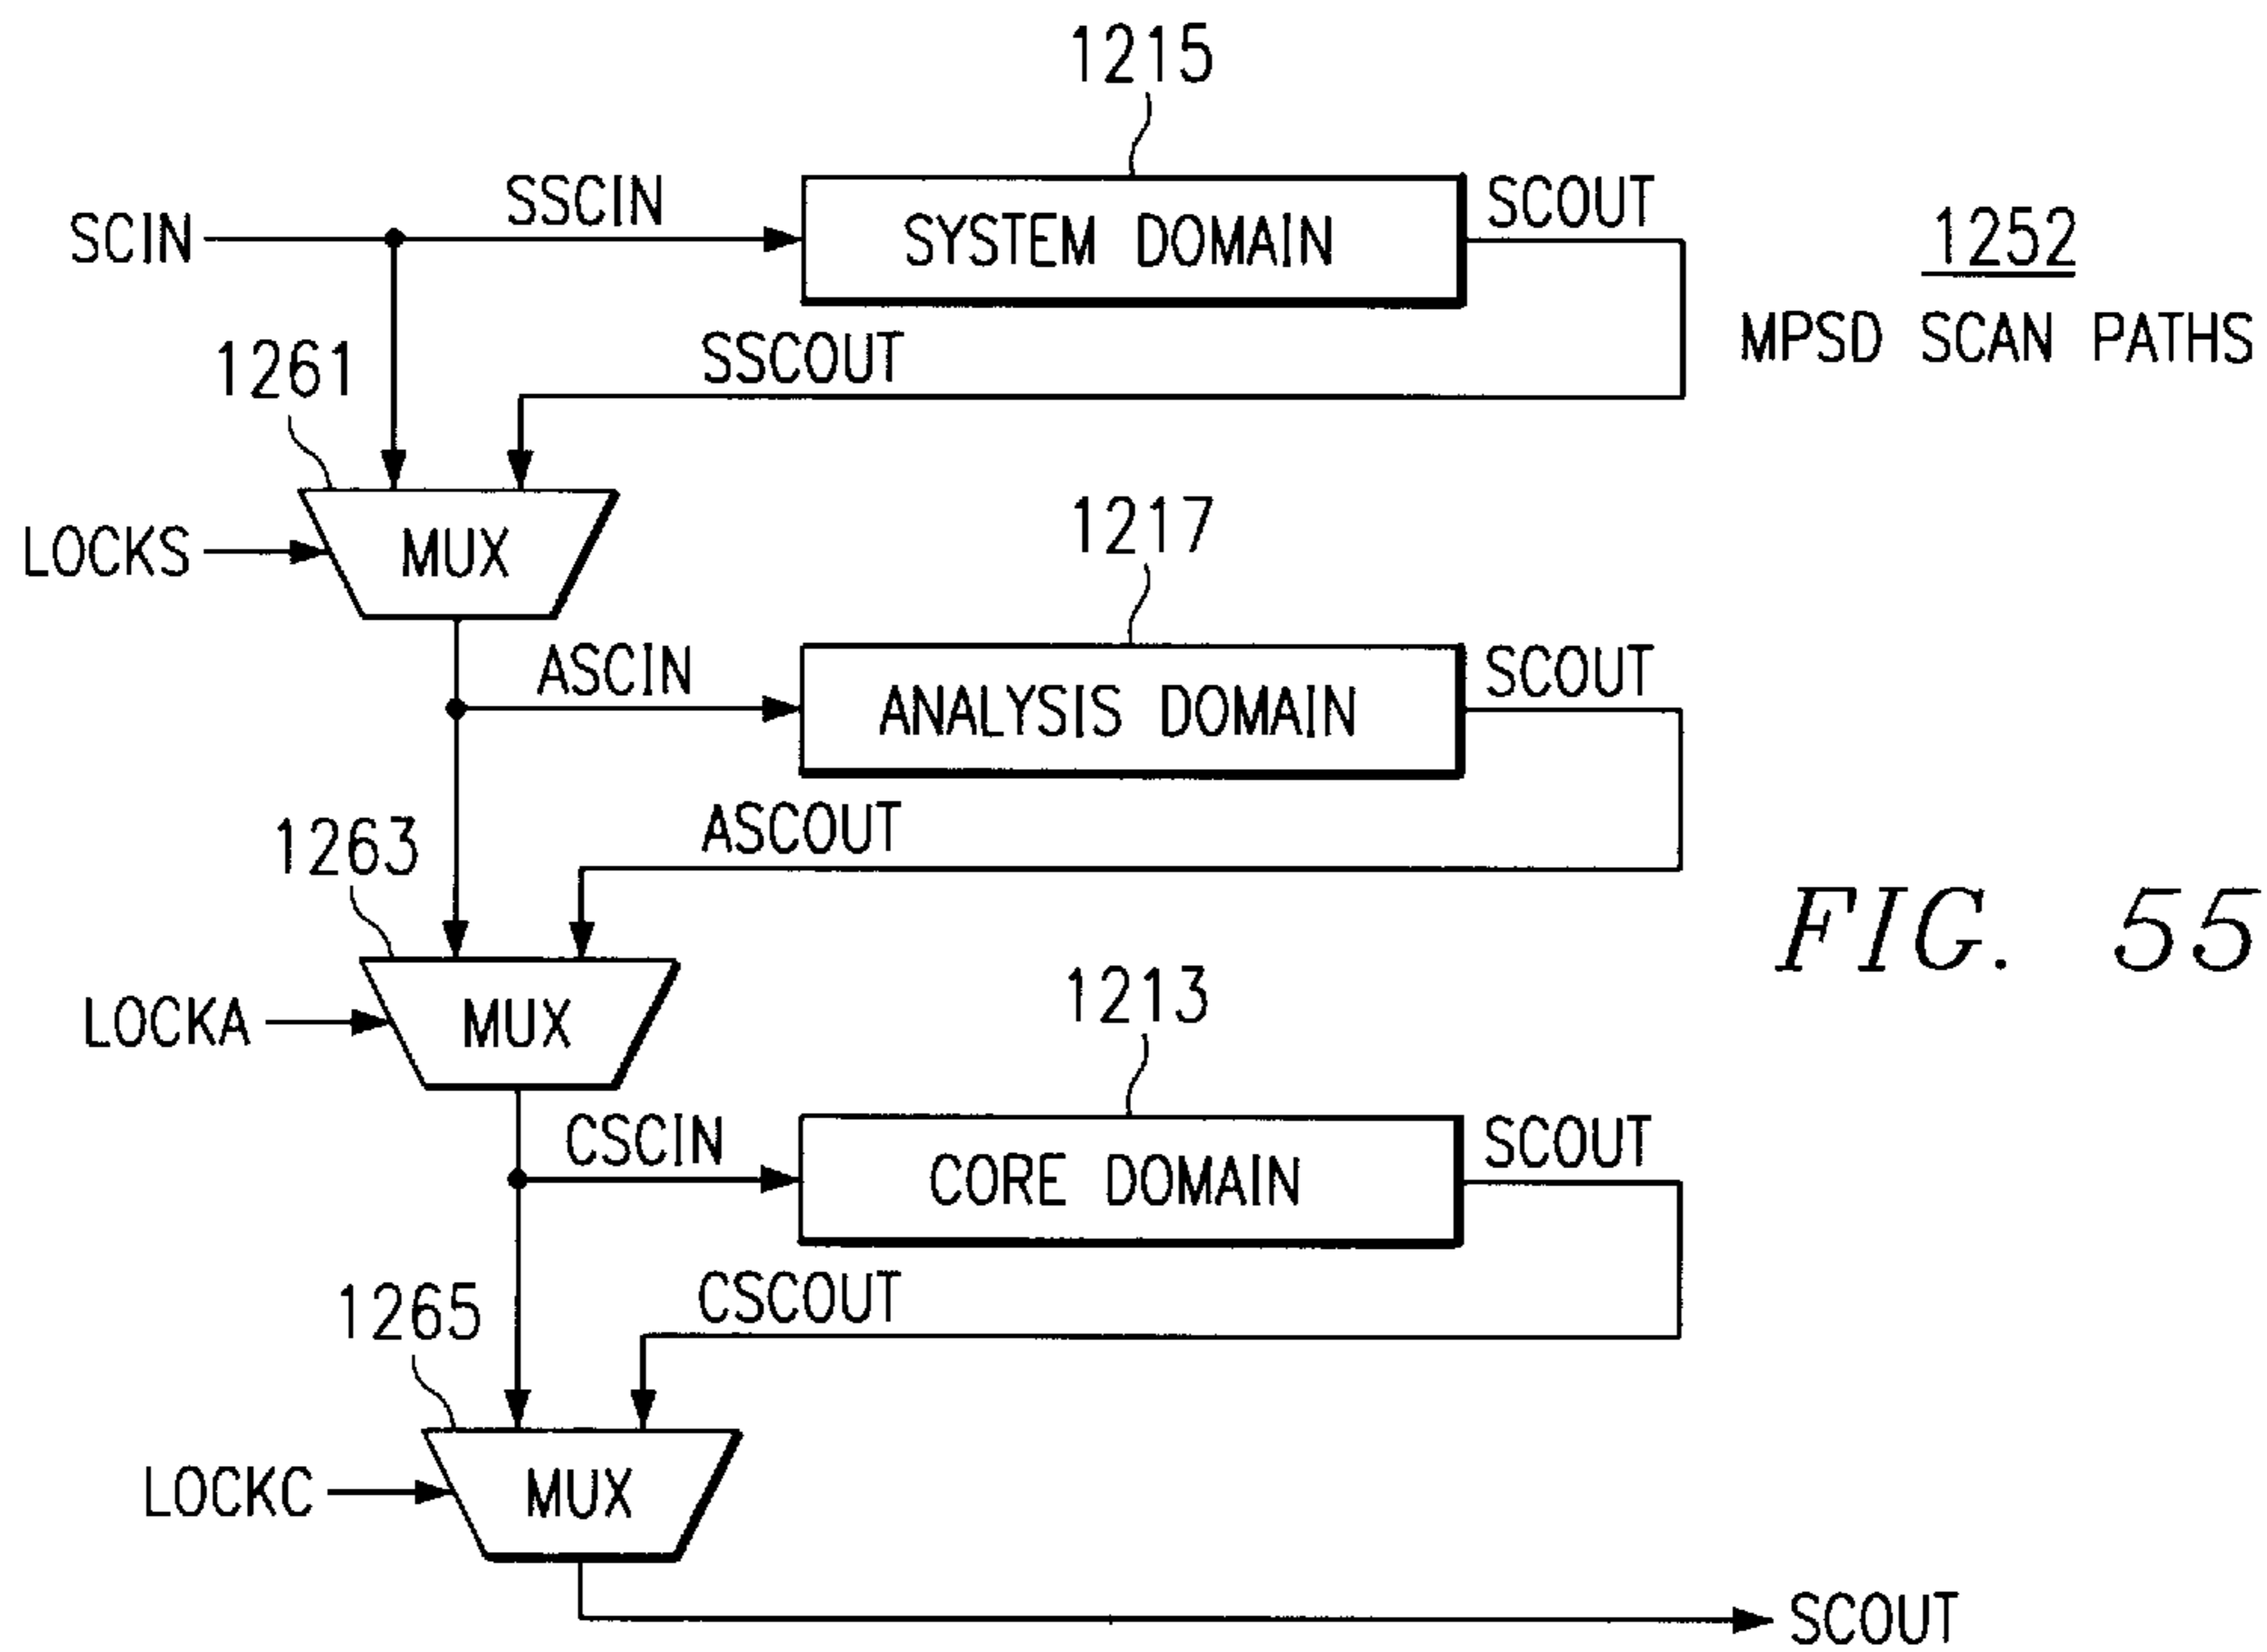 1215
SCIN
SSCIN
SYSTEM DOMAIN
SCOUT
1252
MPSD SCAN PATHS
SSCOUT
1261
LOCKS
MUX
1217
ASCIN
ANALYSIS DOMAIN
SCOUT
ASCOUT
1263
FIG. 55
LOCKA
MUX
1213
CSCIN
CORE DOMAIN
SCOUT
CSCOUT
1265
LOCKC
MUX
SCOUT